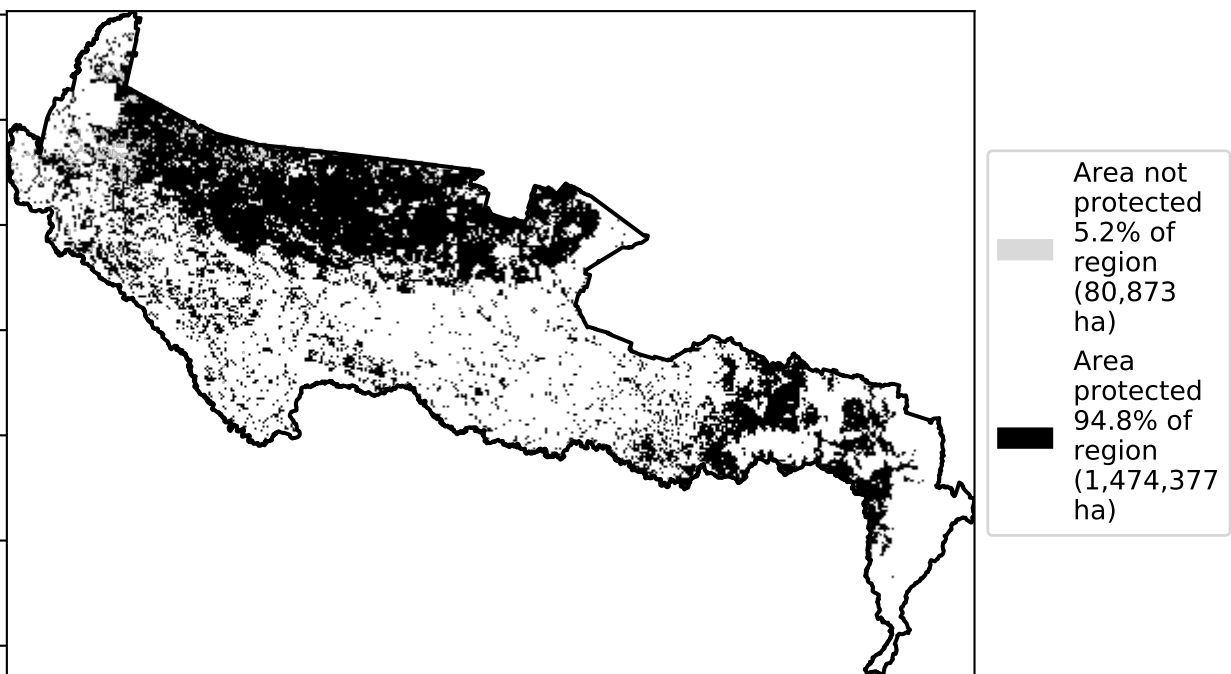 Area not
protected
5.2% of
region
(80,873
ha)
Area
protected
94.8% of
region
(1,474,377
ha)